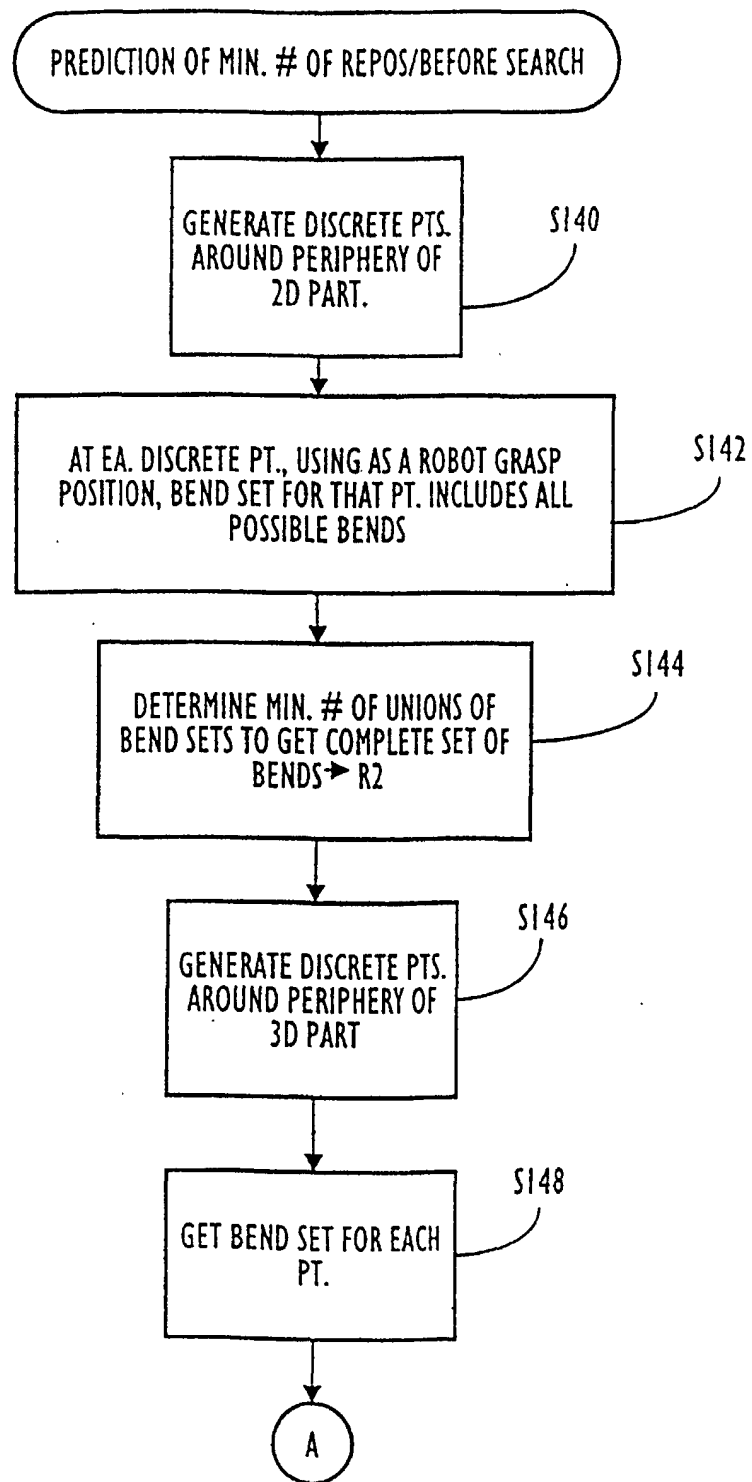 PREDICTION OF MIN. # OF REPOS/BEFORE SEARCH
GENERATE DISCRETE PTS.
AROUND PERIPHERY OF
2D PART.
S140
AT EA. DISCRETE PT., USING AS A ROBOT GRASP
POSITION, BEND SET FOR THAT PT. INCLUDES ALL
POSSIBLE BENDS
S142
DETERMINE MIN. # OF UNIONS OF
BEND SETS TO GET COMPLETE SET OF
BENDS → R2
S144
GENERATE DISCRETE PTS.
AROUND PERIPHERY OF
3D PART
S146
GET BEND SET FOR EACH
PT.
S148
A